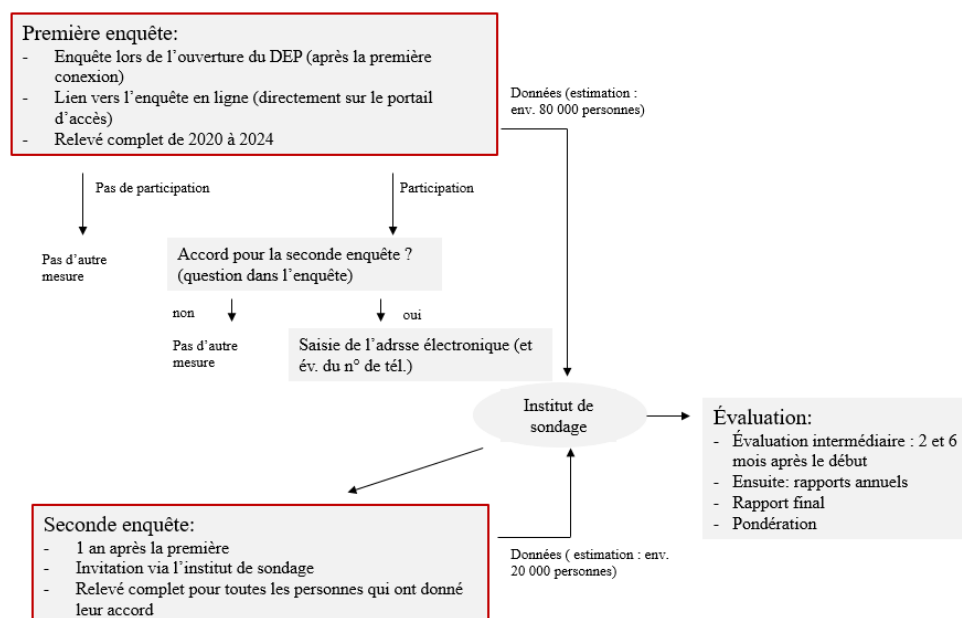 Première enquête:
- Enquête lors de l'ouverture du DEP (après la première
conexion)
- Lien vers l'enquête en ligne (directement sur le portail
d'accès)
- Relevé complet de 2020 à 2024
Données (estimation :
env. 80 000 personnes)
Pas de participation
Participation
Pas d'autre
mesure
Accord pour la seconde enquête ?
(question dans l'enquête)
non
oui
Pas d'autre
mesure
Saisie de l'adrsse électronique (et
év. du n° de tél.)
Institut de
sondage
Évaluation:
- Évaluation intermédiaire : 2 et 6
mois après le début
- Ensuite: rapports annuels
- Rapport final
- Pondération
Seconde enquête:
- 1 an après la première
- Invitation via l'institut de sondage
- Relevé complet pour toutes les personnes qui ont donné
leur accord
Données ( estimation : env.
20 000 personnes)